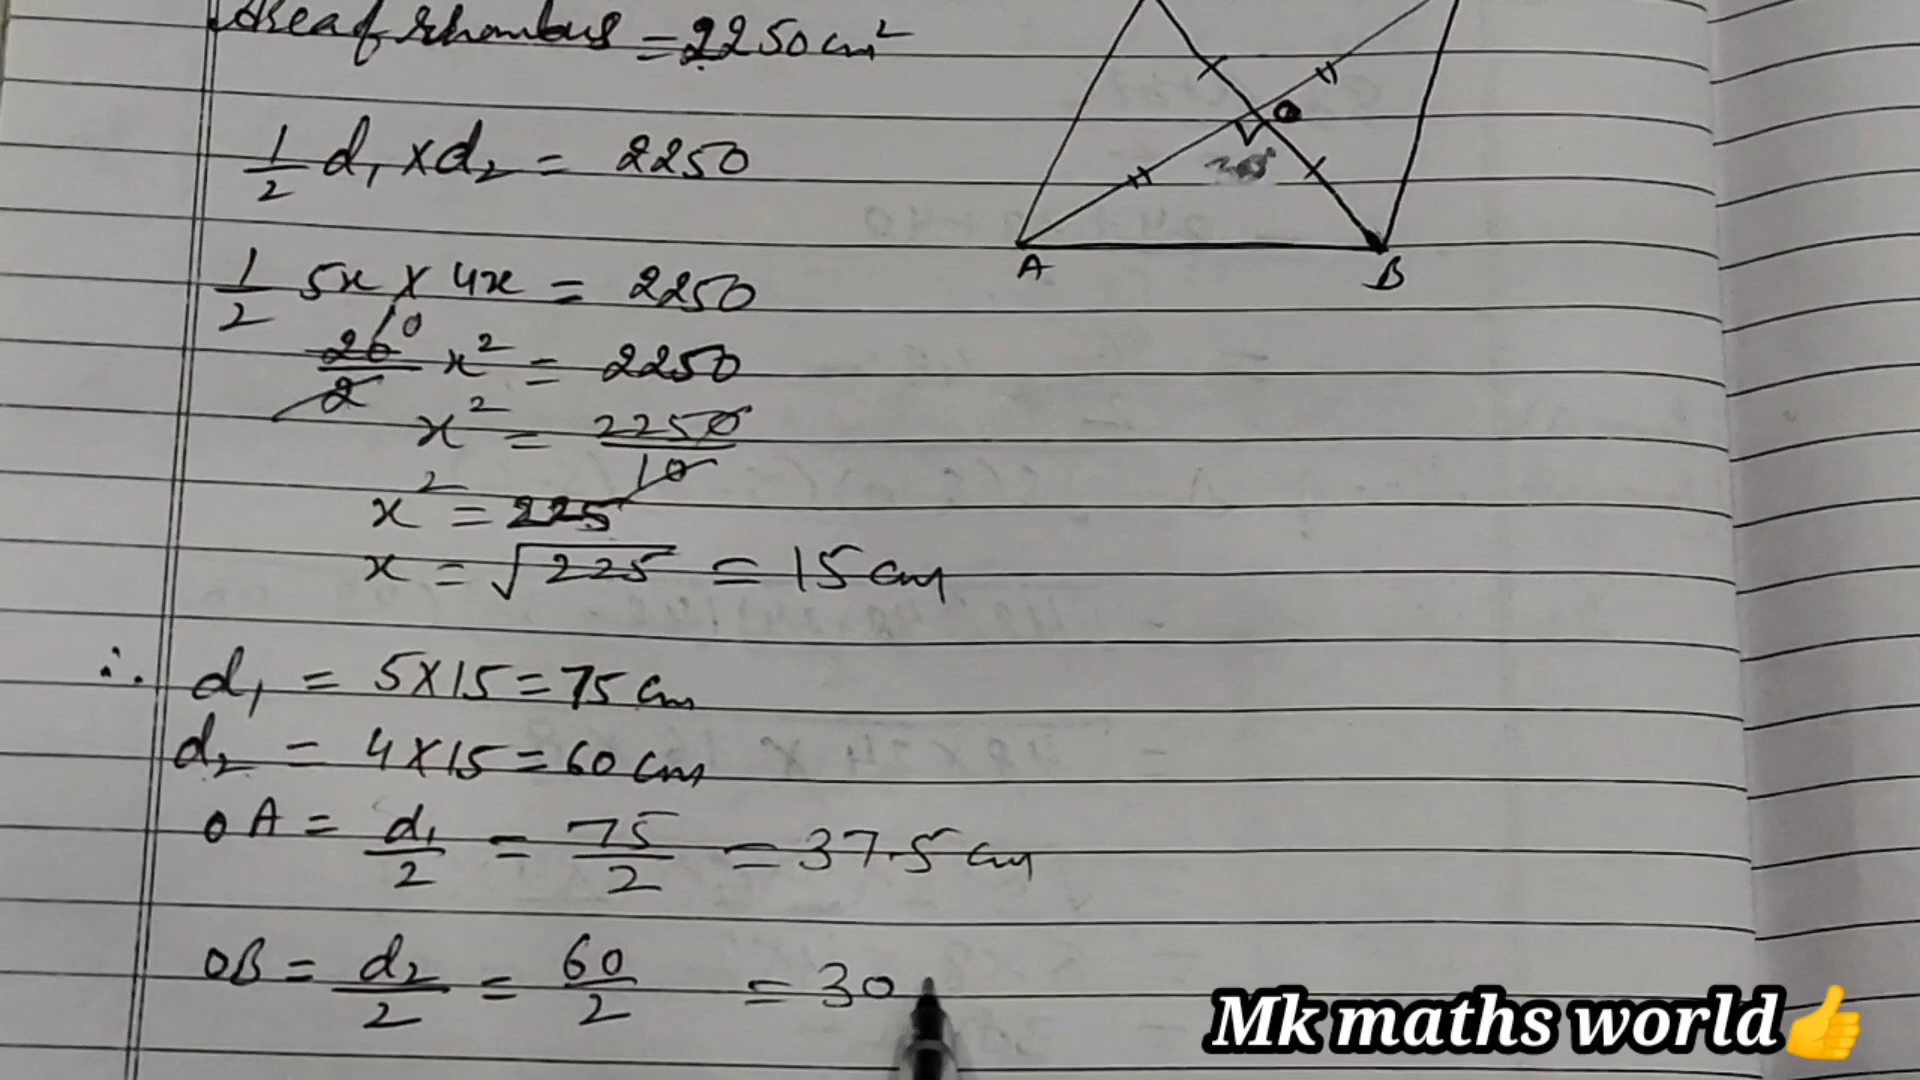 Area of rhombus = 2250 cm²
1/2 d₁ × d₂ = 2250
1/2 5x × 4x = 2250
20/2 10 x² = 2250
x² = 2250/10
x² = 225
x = √225 = 15 cm
∴ d₁ = 5×15 = 75 cm
d₂ = 4×15 = 60 cm
OA = d₁/2 = 75/2 = 37.5 cm
OB = d₂/2 = 60/2 = 30
O
A
B
Mk maths world👍